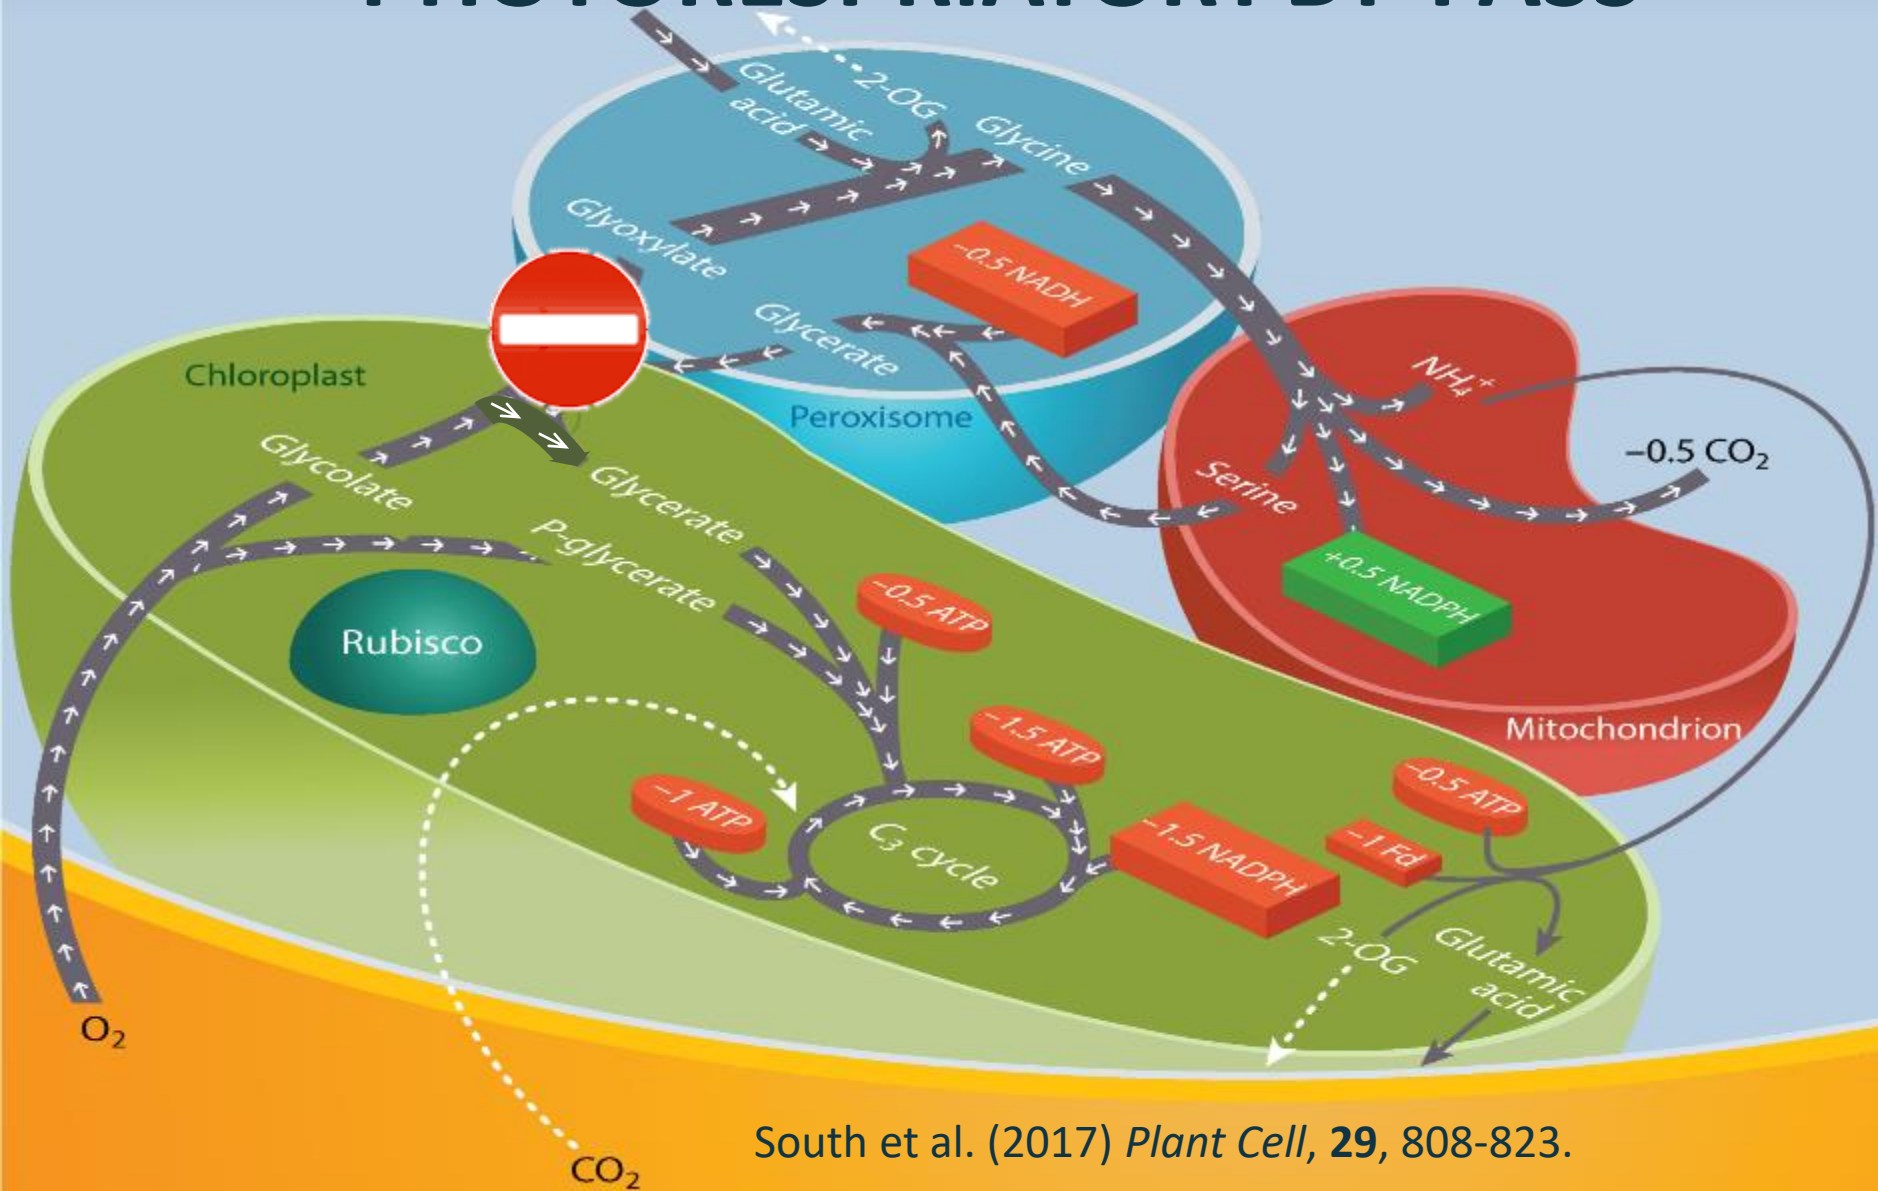 PHOTORESPRIATORY BY-PASS
Glutamic
acid
2-OG
Glycine
Glyoxylate
−0.5 NADH
Glycerate
Chloroplast
Peroxisome
NH₄⁺
−0.5 CO₂
Glycolate
Glycerate
Serine
P-glycerate
−0.5 ATP
+0.5 NADPH
Rubisco
−1.5 ATP
Mitochondrion
−1 ATP
−0.5 ATP
C₃ cycle
−1.5 NADPH
−1 Fd
2-OG
Glutamic
acid
O₂
South et al. (2017) Plant Cell, 29, 808-823.
CO₂